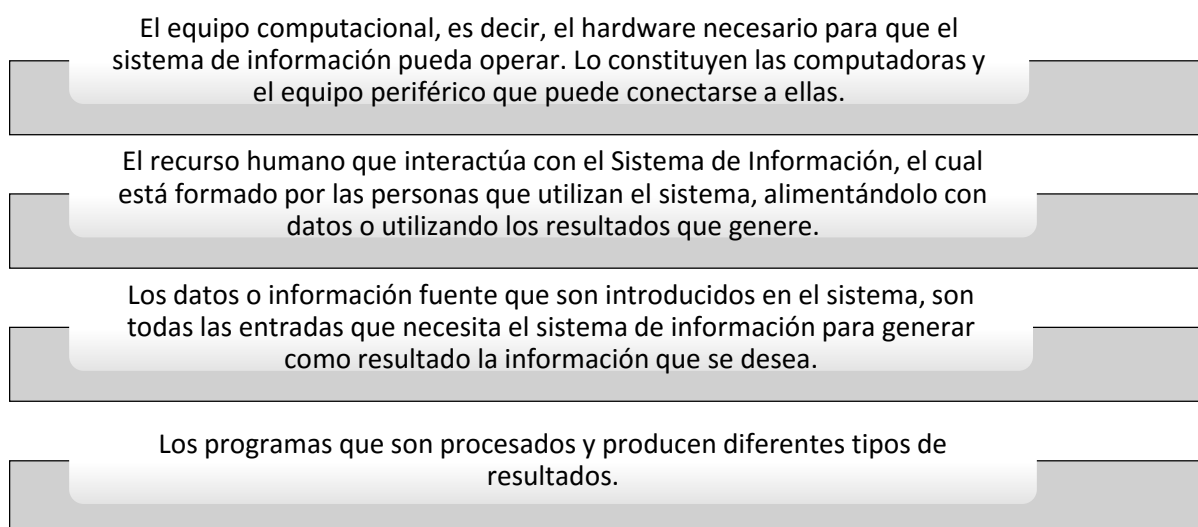 El equipo computacional, es decir, el hardware necesario para que el
sistema de información pueda operar. Lo constituyen las computadoras y
el equipo periférico que puede conectarse a ellas.
El recurso humano que interactúa con el Sistema de Información, el cual
está formado por las personas que utilizan el sistema, alimentándolo con
datos o utilizando los resultados que genere.
Los datos o información fuente que son introducidos en el sistema, son
todas las entradas que necesita el sistema de información para generar
como resultado la información que se desea.
Los programas que son procesados y producen diferentes tipos de
resultados.